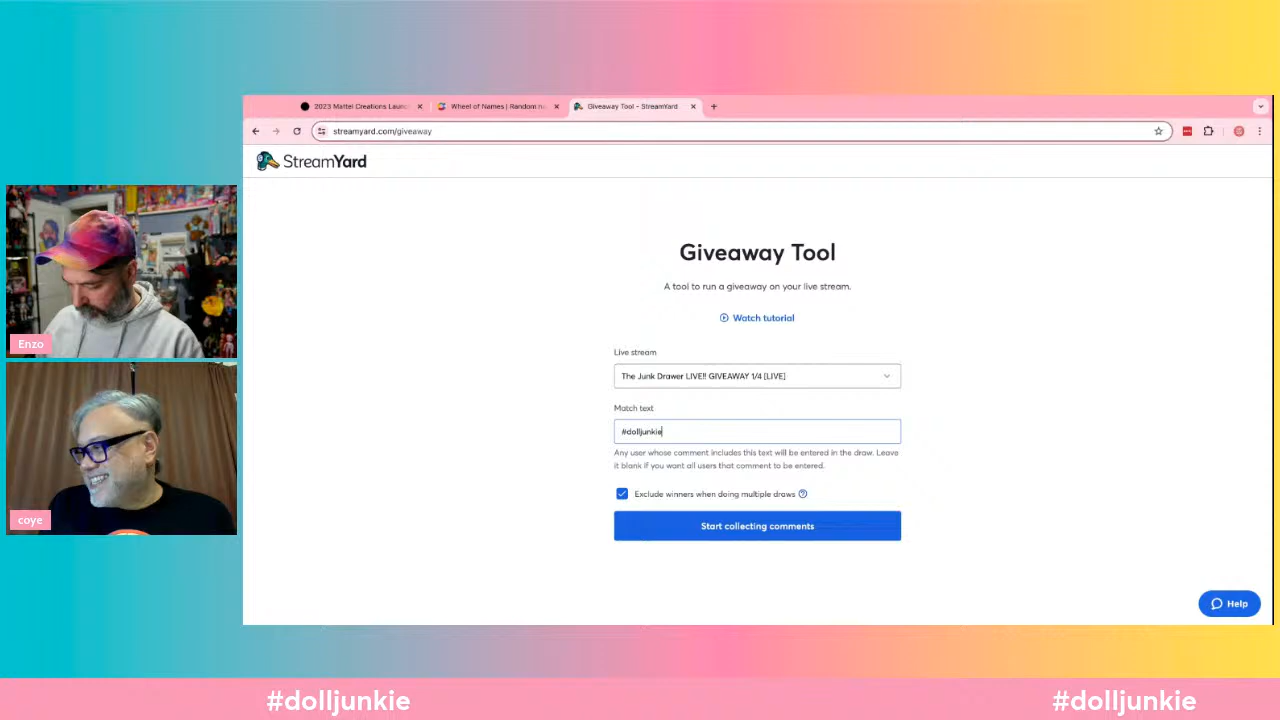 2023 Mattel Creations Launc
Wheel of Names | Random na
Giveaway Tool - StreamYard
streamyard.com/giveaway
StreamYard
Giveaway Tool
A tool to run a giveaway on your live stream.
Watch tutorial
Live stream
The Junk Drawer LIVE!! GIVEAWAY 1/4 [LIVE]
Match text
#dolljunkie
Any user whose comment includes this text will be entered in the draw. Leave
it blank if you want all users that comment to be entered.
Exclude winners when doing multiple draws
Start collecting comments
Help
Enzo
coye
#dolljunkie
#dolljunkie